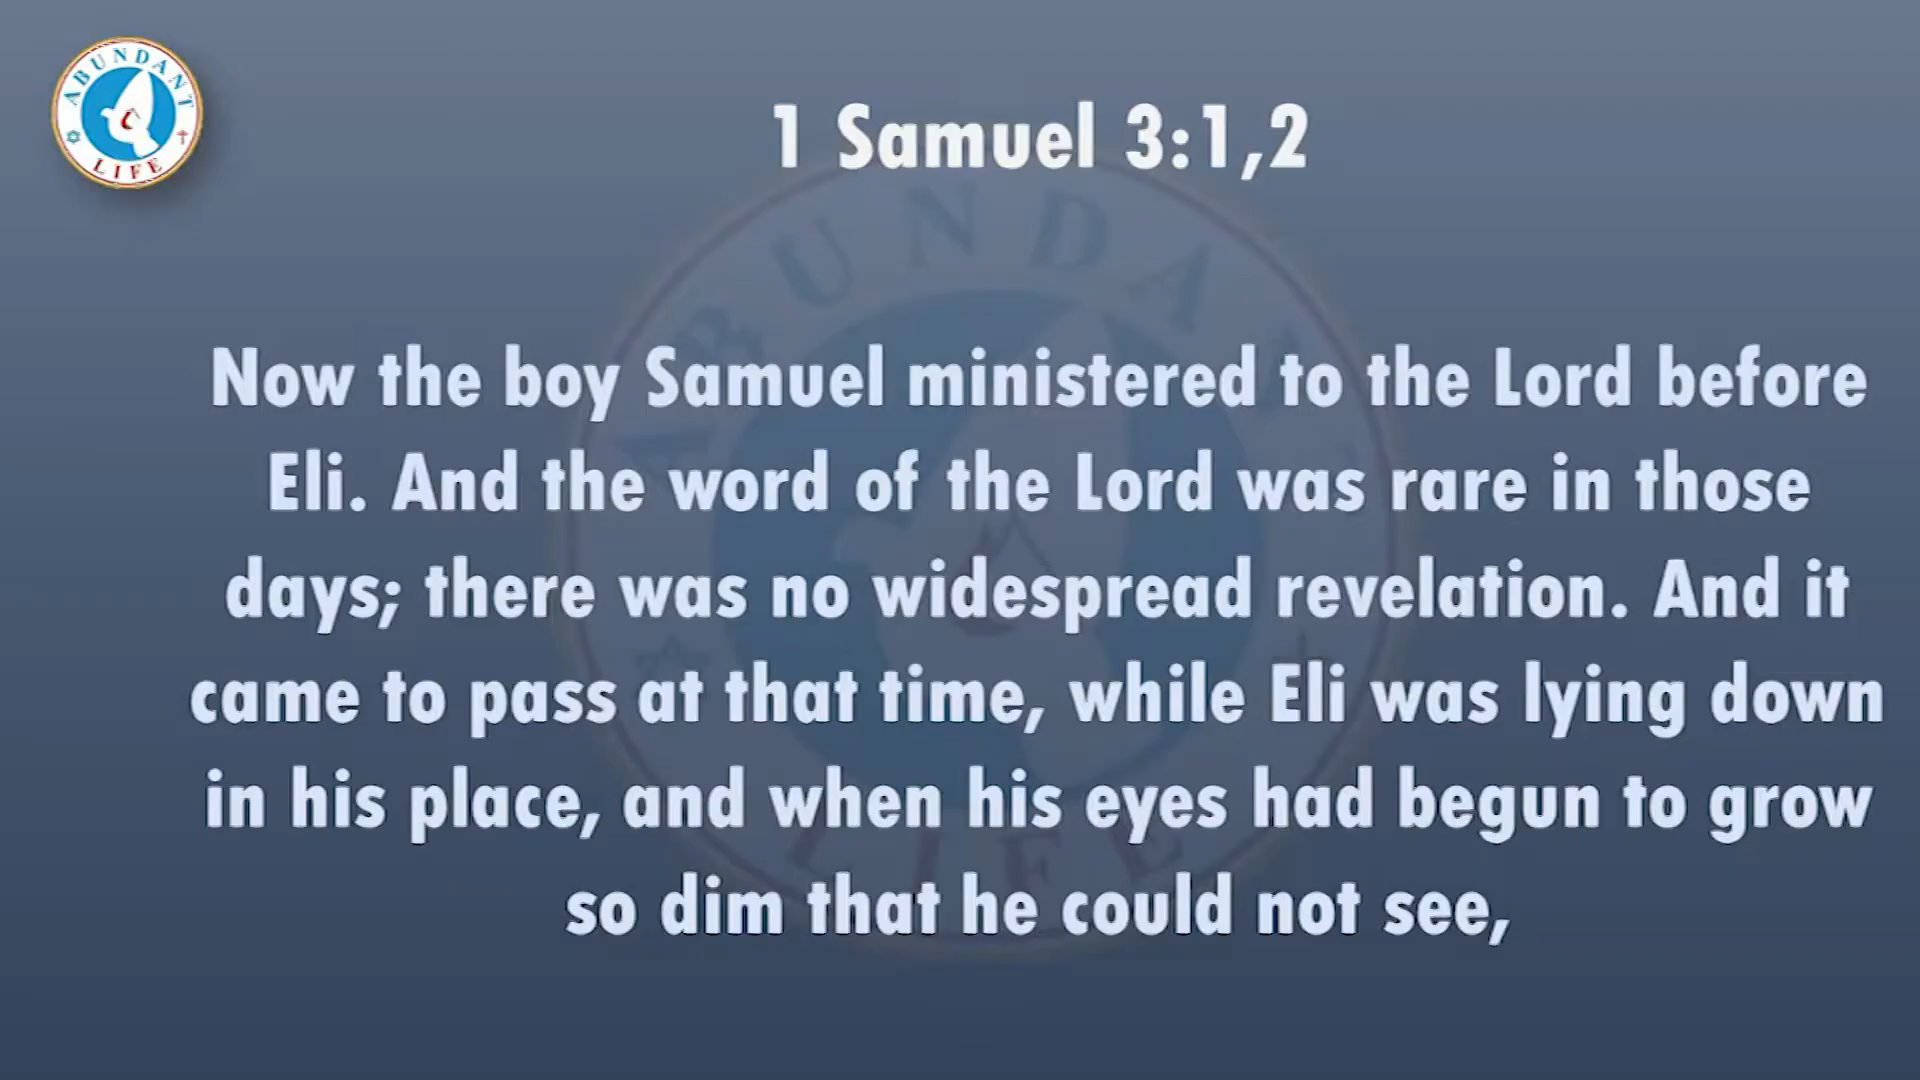 ABUNDANT
LIFE
1 Samuel 3:1,2
Now the boy Samuel ministered to the Lord before
Eli. And the word of the Lord was rare in those
days; there was no widespread revelation. And it
came to pass at that time, while Eli was lying down
in his place, and when his eyes had begun to grow
so dim that he could not see,
ABUNDANT
LIFE